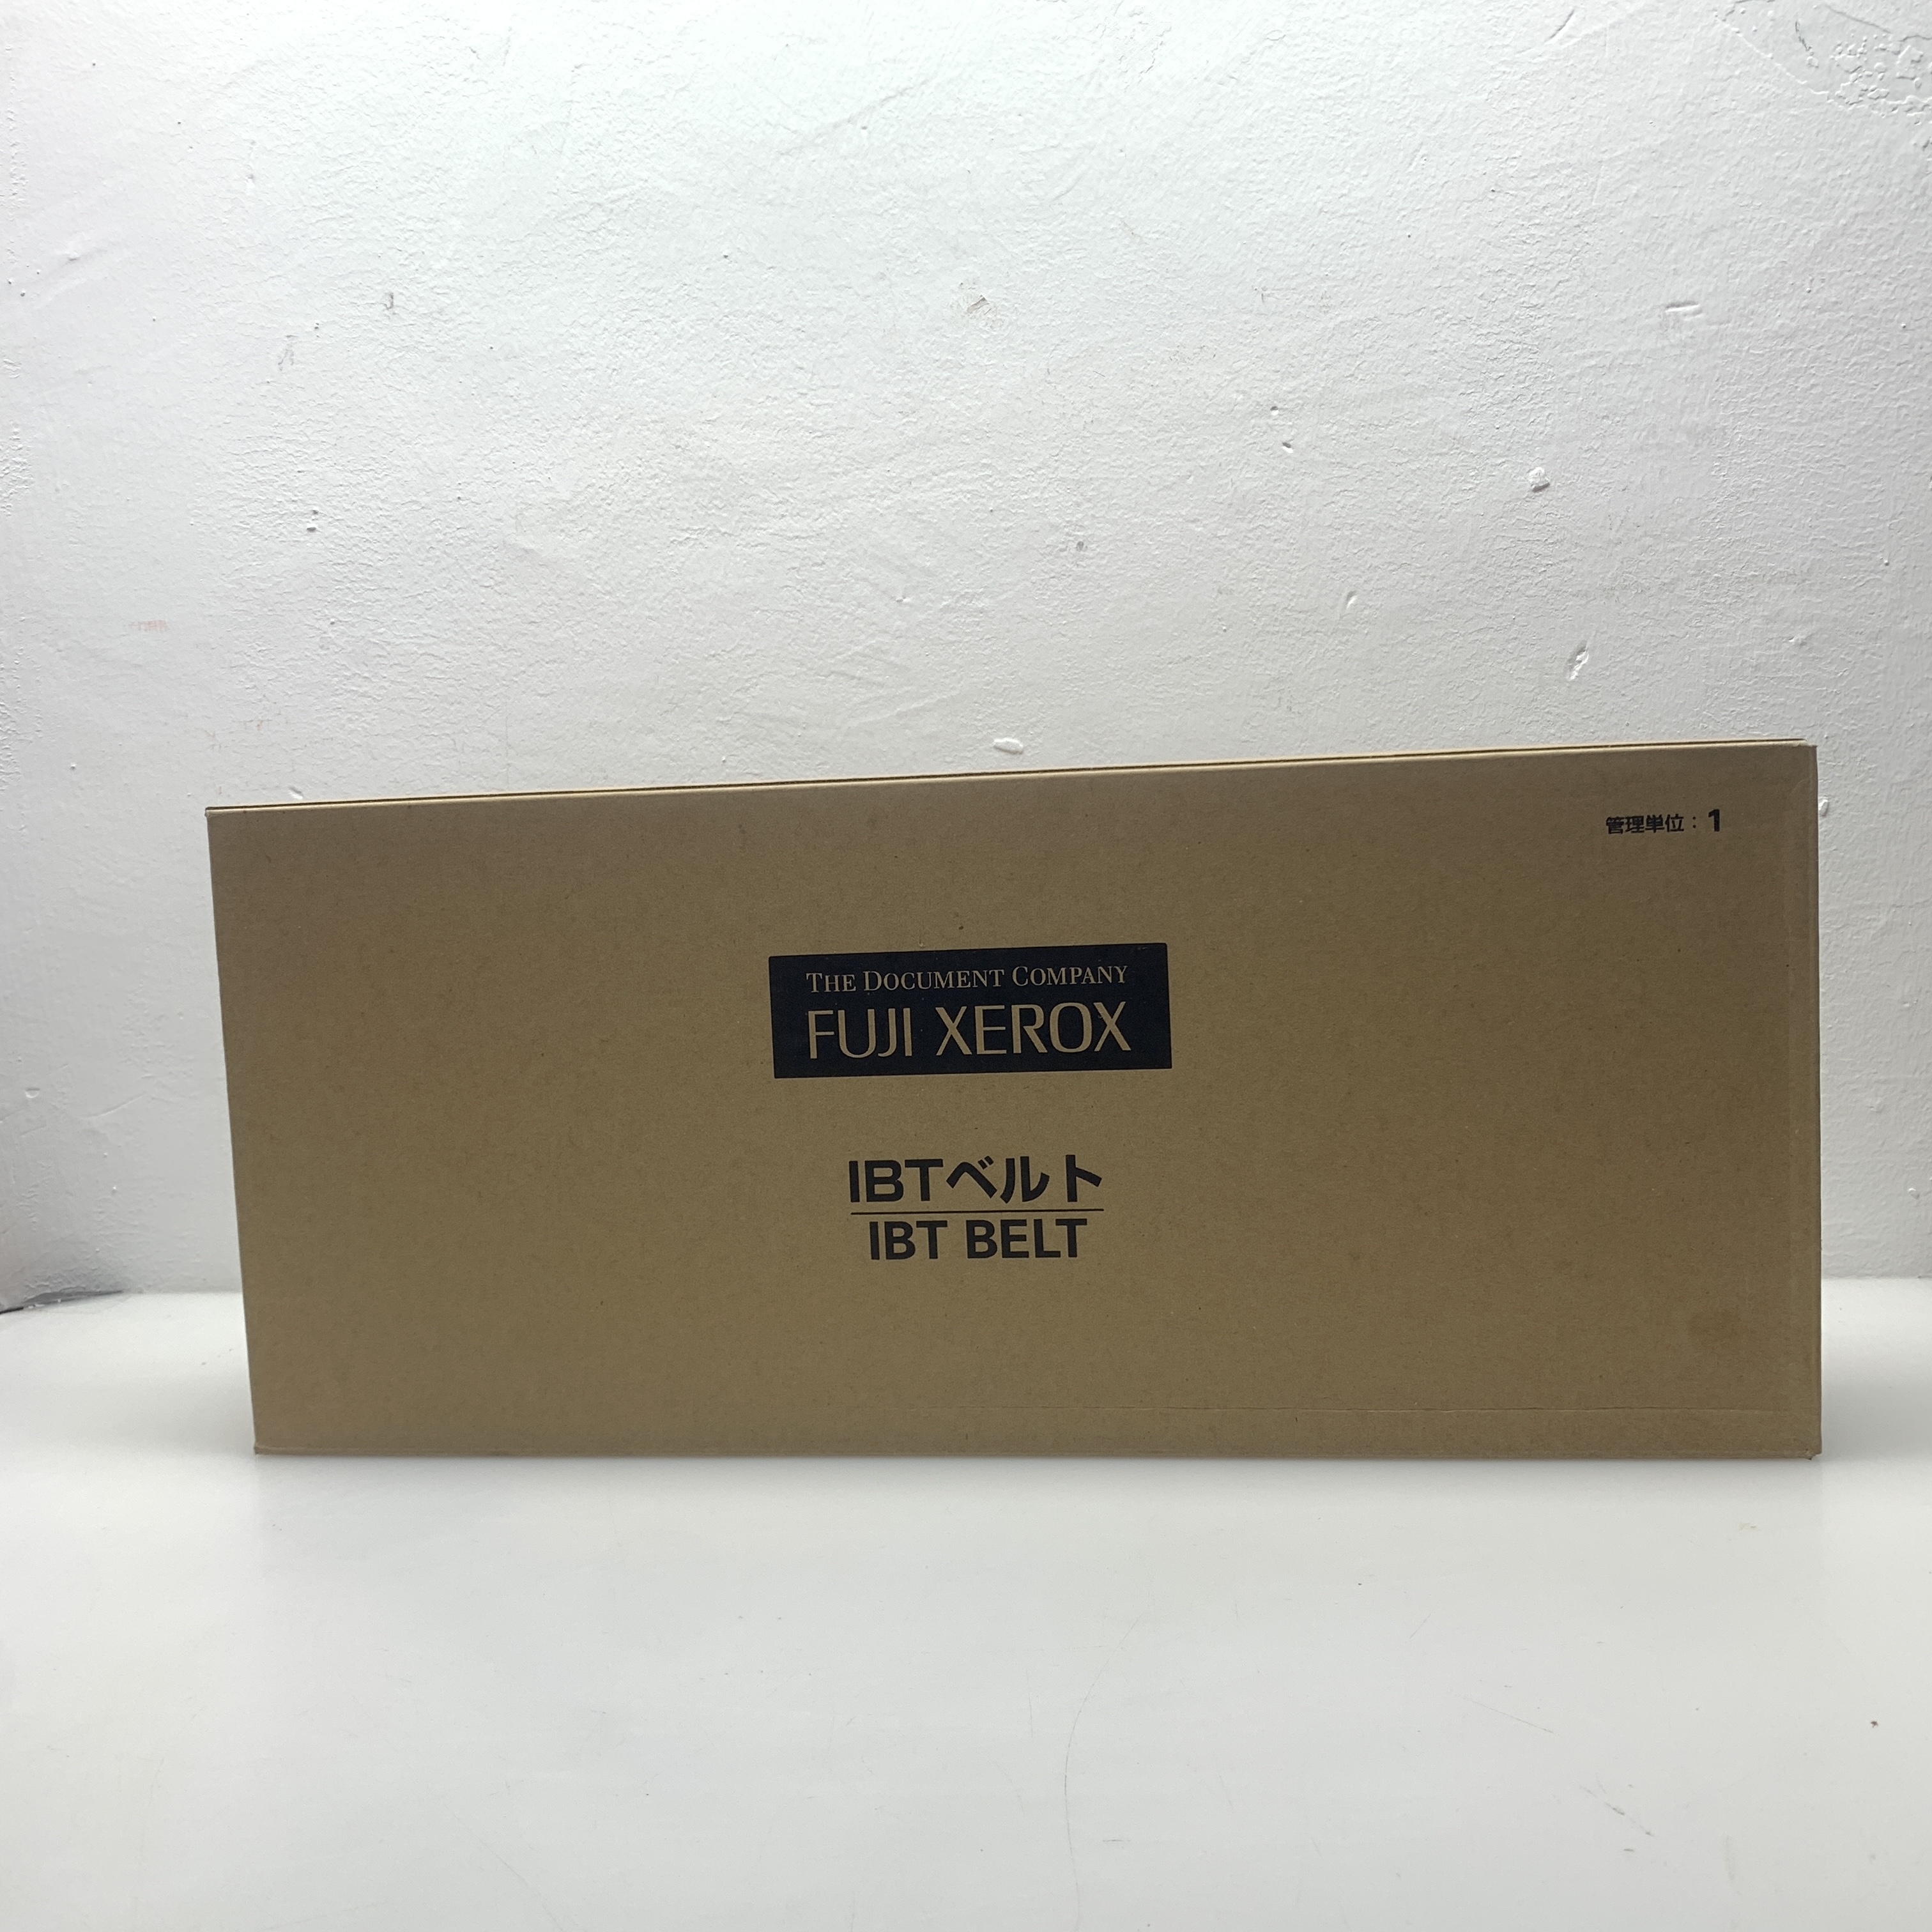 管理単位：1
THE DOCUMENT COMPANY
FUJI XEROX
IBTベルト
IBT BELT